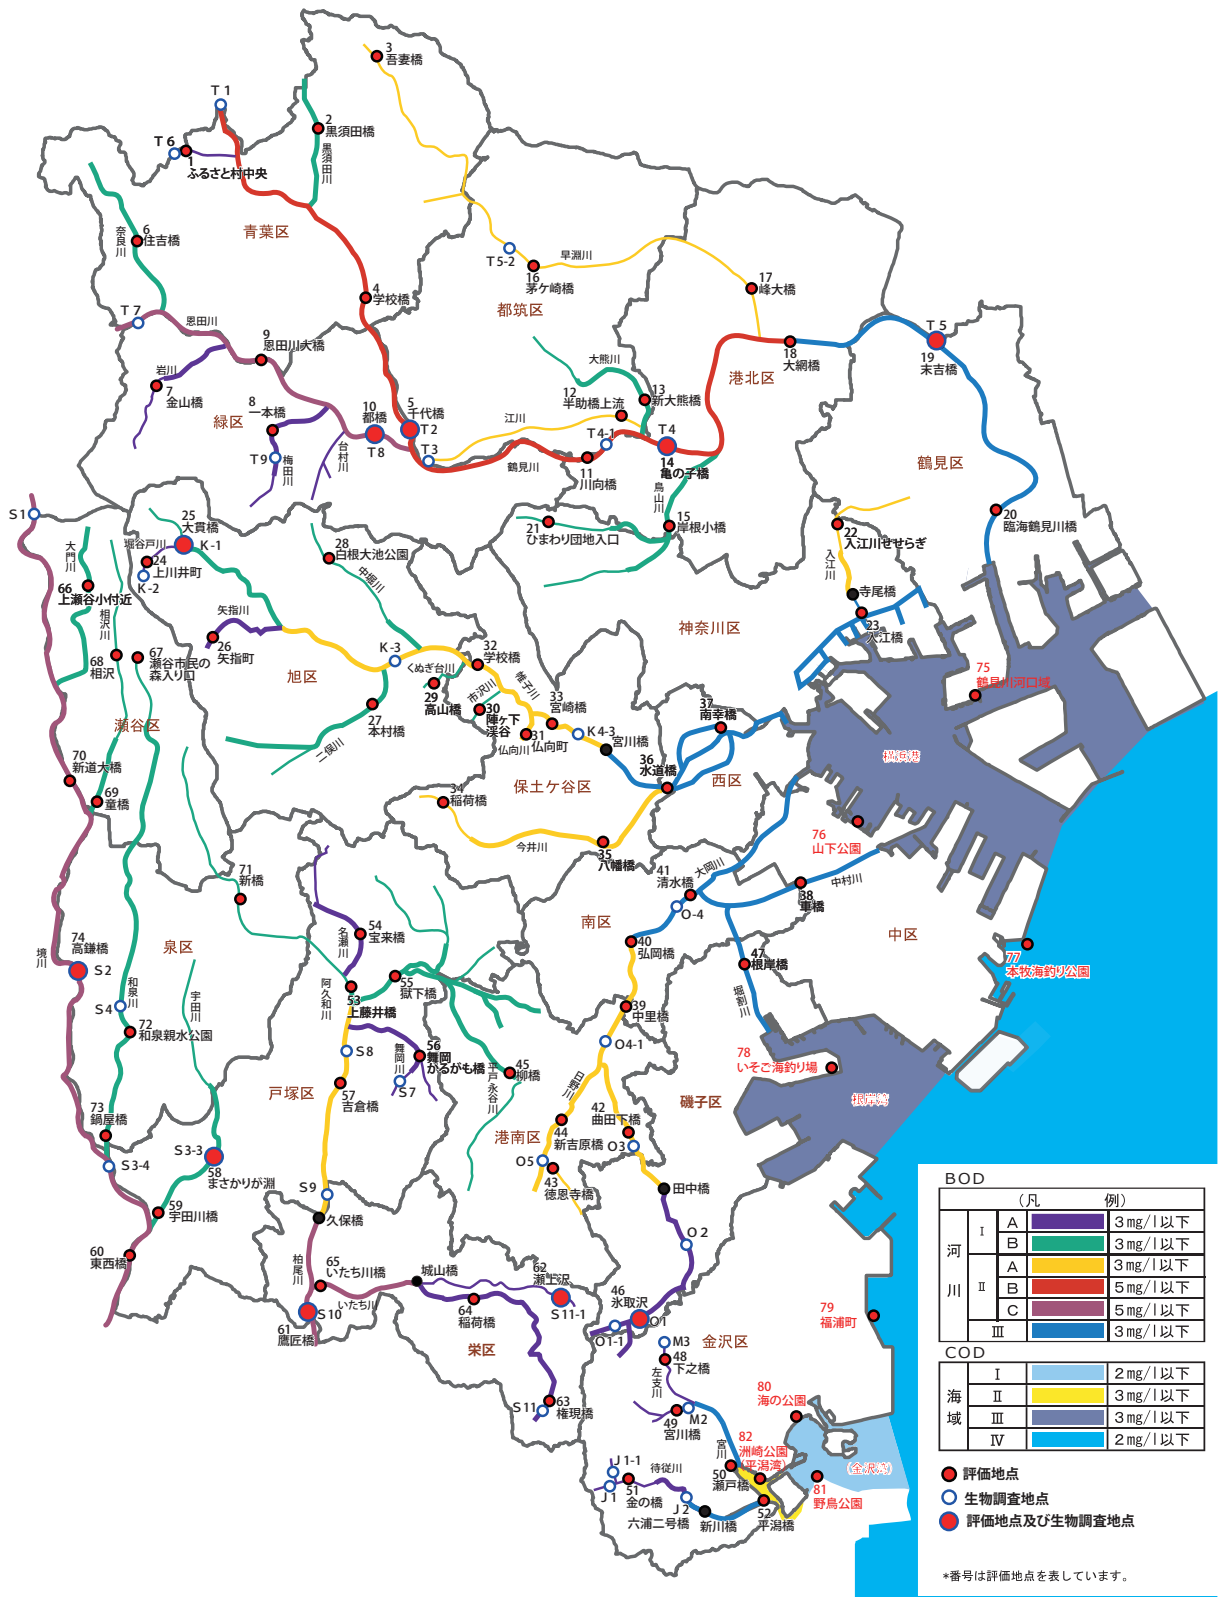 3
吾妻橋
T 1
2
黒須田橋
黒須田川
T 6
1
ふるさと村中央
青葉区
6
住吉橋
奈良川
T 5-2
早淵川
16
茅ケ崎橋
17
峰大橋
4
学校橋
都筑区
T 7
恩田川
T 5
19
末吉橋
9
恩田川大橋
18
大綱橋
大熊川
港北区
岩川
7
金山橋
8
一本橋
12
半助橋上流
13
新大熊橋
緑区
10
都橋
5
千代橋
T 2
江川
T 4-1
T 4
T 8
T 3
台村川
T 9
梅田川
鶴見川
11
川向橋
14
亀の子橋
鶴見区
鳥山川
S 1
25
大貫橋
K-1
21
ひまわり団地入口
15
岸根小橋
22
入江川せせらぎ
20
臨海鶴見川橋
大門川
堀谷戸川
24
上川井町
K-2
28
白根大池公園
中堀川
入江川
寺尾橋
66
上瀬谷小付近
相沢川
矢指川
26
矢指町
23
入江橋
神奈川区
68
相沢
67
瀬谷市民の
森入り口
K-3
32
学校橋
くぬぎ台川
旭区
29
高山橋
市沢川
帷子川
33
宮崎橋
75
鶴見川河口域
30
陣ヶ下
渓谷
K4-3
37
南幸橋
瀬谷区
27
本村橋
31
仏向町
仏向川
宮川橋
二俣川
横浜港
70
新道大橋
36
水道橋
西区
保土ケ谷区
69
童橋
34
稲荷橋
76
山下公園
今井川
35
八幡橋
41
清水橋
大岡川
71
新橋
中村川
38
車橋
O-4
南区
中区
54
宝来橋
名瀬川
40
弘岡橋
74
高鎌橋
S2
境川
泉区
47
根岸橋
77
本牧海釣り公園
和泉川
宇田川
阿久和川
55
嶽下橋
53
上藤井橋
堀割川
S4
39
中里橋
72
和泉親水公園
S8
舞岡川
56
舞岡
かるがも橋
O4-1
78
いそご海釣り場
45
柳橋
平戸・永谷川
S7
日野川
57
吉倉橋
戸塚区
磯子区
根岸湾
73
鍋屋橋
42
曲田下橋
44
新吉原橋
港南区
S3-3
O3
S3-4
58
まさかりが淵
O5
43
徳恩寺橋
S9
田中橋
59
宇田川橋
久保橋
O 2
60
東西橋
柏尾川
65
いたち川橋
城山橋
62
瀬上沢
46
氷取沢
いたち川
S10
61
鷹匠橋
64
稲荷橋
S11-1
O1
O1-1
79
福浦町
金沢区
栄区
M3
48
下之橋
左支川
80
海の公園
63
権現橋
S11
49
宮川橋
M2
82
洲崎公園
(平潟湾)
宮川
J1-1
待従川
50
瀬戸橋
(金沢湾)
J 1
51
金の橋
J2
81
野鳥公園
六浦二号橋
新川橋
52
平潟橋
BOD
(凡 例)
河川
Ⅰ A 3㎎/l以下
B 3㎎/l以下
Ⅱ A 3㎎/l以下
B 5㎎/l以下
C 5㎎/l以下
Ⅲ 3㎎/l以下
COD
海域
Ⅰ 2㎎/l以下
Ⅱ 3㎎/l以下
Ⅲ 3㎎/l以下
Ⅳ 2㎎/l以下
評価地点
生物調査地点
評価地点及び生物調査地点
*番号は評価地点を表しています。